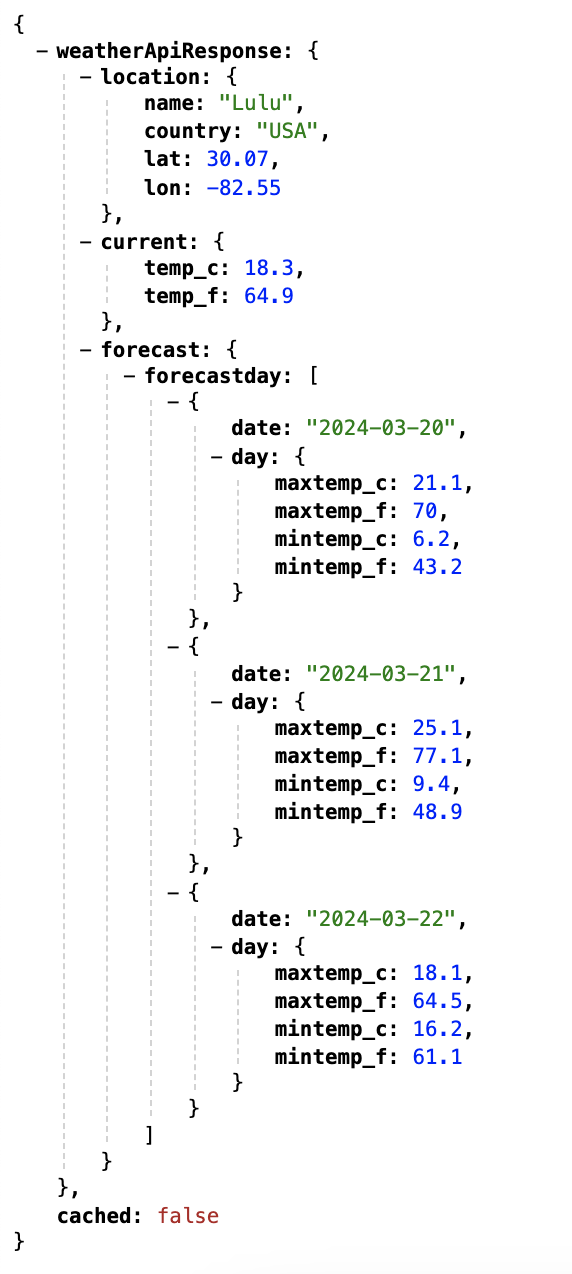 {
– weatherApiResponse: {
– location: {
name: "Lulu",
country: "USA",
lat: 30.07,
lon: -82.55
},
– current: {
temp_c: 18.3,
temp_f: 64.9
},
– forecast: {
– forecastday: [
– {
date: "2024-03-20",
– day: {
maxtemp_c: 21.1,
maxtemp_f: 70,
mintemp_c: 6.2,
mintemp_f: 43.2
}
},
– {
date: "2024-03-21",
– day: {
maxtemp_c: 25.1,
maxtemp_f: 77.1,
mintemp_c: 9.4,
mintemp_f: 48.9
}
},
– {
date: "2024-03-22",
– day: {
maxtemp_c: 18.1,
maxtemp_f: 64.5,
mintemp_c: 16.2,
mintemp_f: 61.1
}
}
]
}
},
cached: false
}